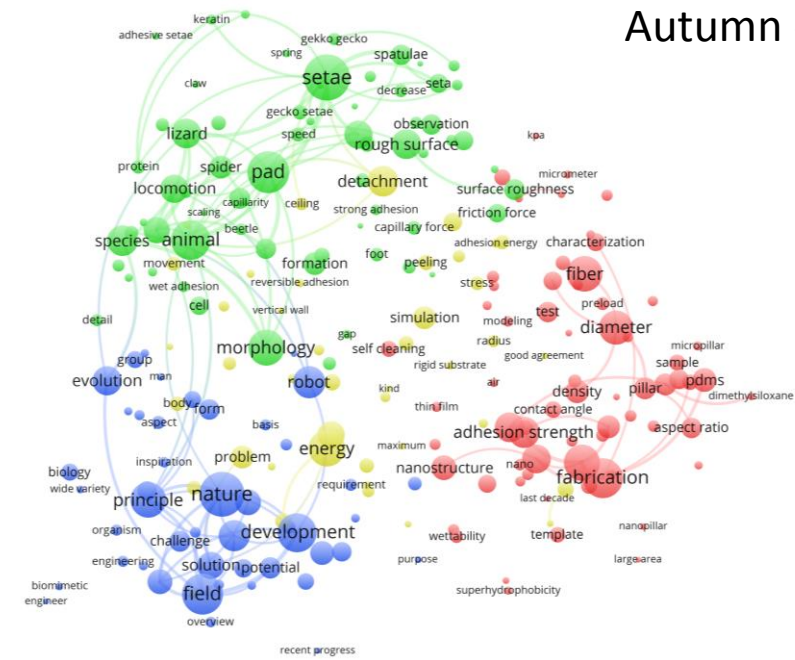 Autumn
keratin
adhesive setae
gekko gecko
spring
spatulae
setae
claw
decrease
seta
gecko setae
observation
lizard
speed
rough surface
kpa
protein
spider
pad
micrometer
detachment
locomotion
surface roughness
capillarity
ceiling
scaling
strong adhesion
friction force
beetle
capillary force
species
animal
adhesion energy
characterization
movement
formation
foot
peeling
fiber
wet adhesion
reversible adhesion
stress
cell
vertical wall
preload
detail
simulation
modeling
test
diameter
gap
radius
morphology
self cleaning
good agreement
micropillar
group
rigid substrate
sample
man
evolution
robot
kind
air
density
pillar
pdms
dimethylsiloxane
body
form
thin film
contact angle
aspect
basis
adhesion strength
aspect ratio
maximum
energy
inspiration
problem
nano
biology
nanostructure
fabrication
wide variety
requirement
principle
nature
last decade
organism
development
nanopillar
challenge
wettability
template
engineering
solution
potential
purpose
large area
biomimetic
field
superhydrophobicity
engineer
overview
recent progress